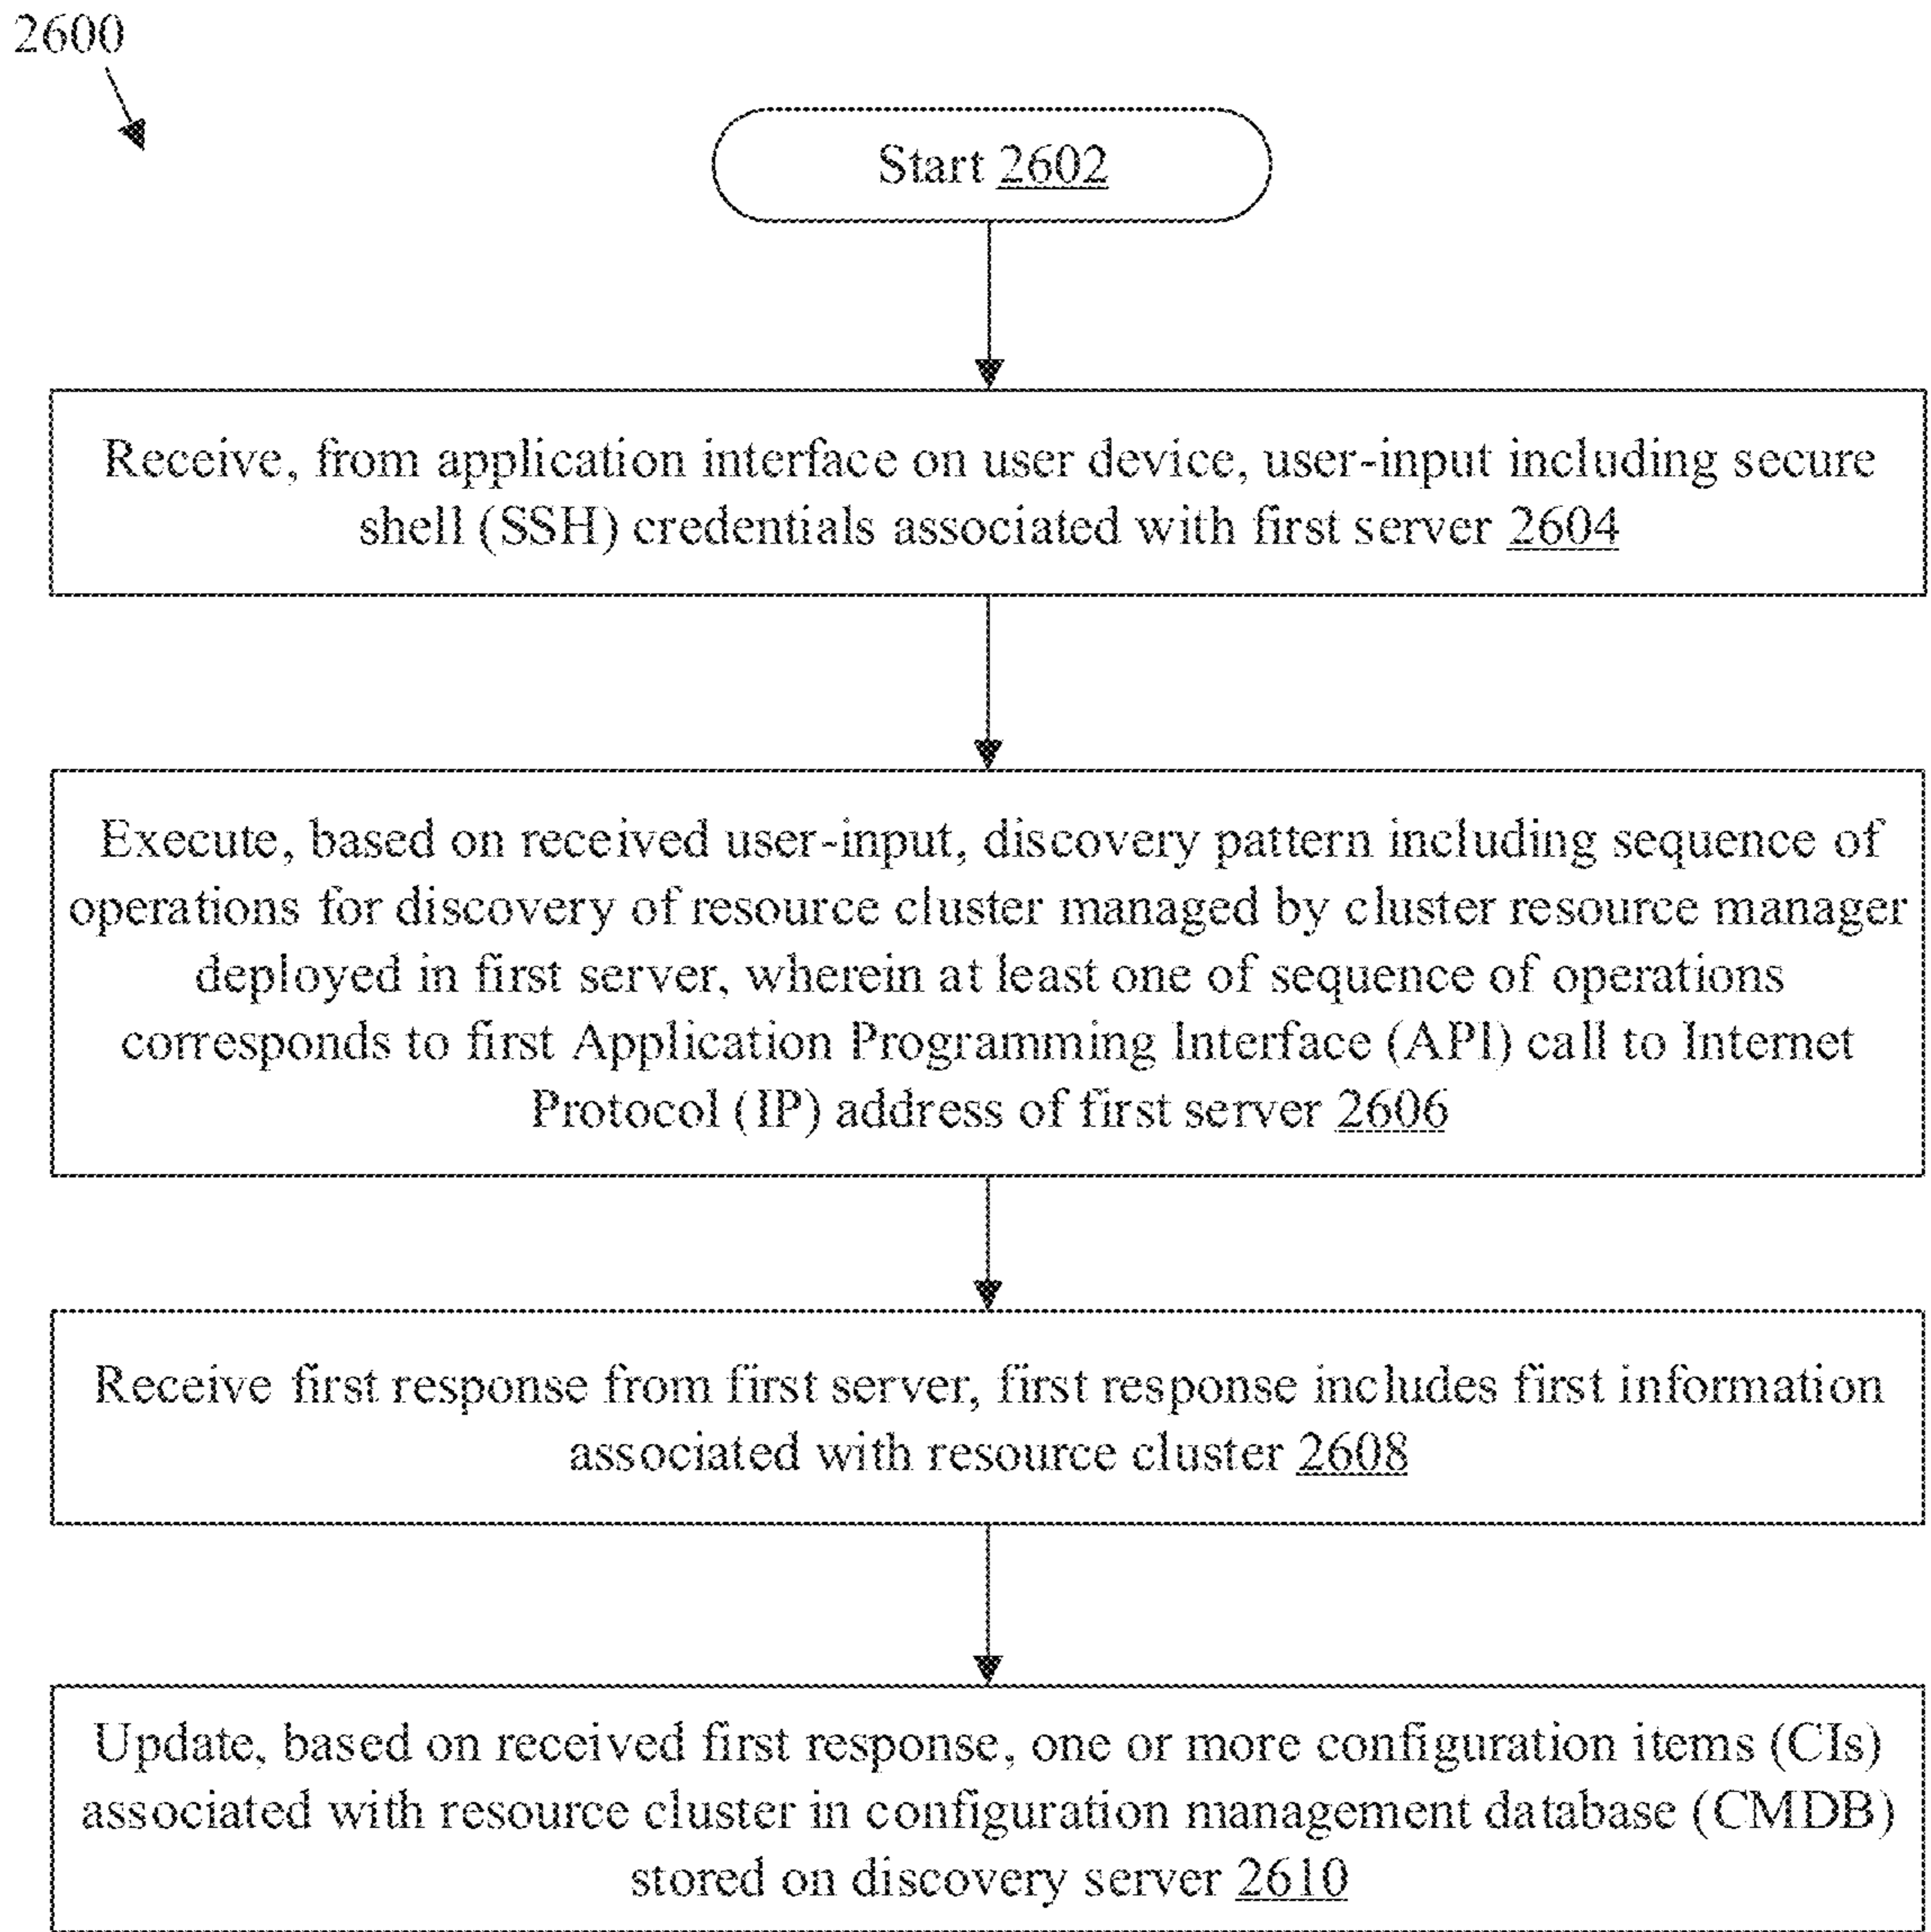 2600
Start 2602
Receive, from application interface on user device, user-input including secure
shell (SSH) credentials associated with first server 2604
Execute, based on received user-input, discovery pattern including sequence of
operations for discovery of resource cluster managed by cluster resource manager
deployed in first server, wherein at least one of sequence of operations
corresponds to first Application Programming Interface (API) call to Internet
Protocol (IP) address of first server 2606
Receive first response from first server, first response includes first information
associated with resource cluster 2608
Update, based on received first response, one or more configuration items (CIs)
associated with resource cluster in configuration management database (CMDB)
stored on discovery server 2610